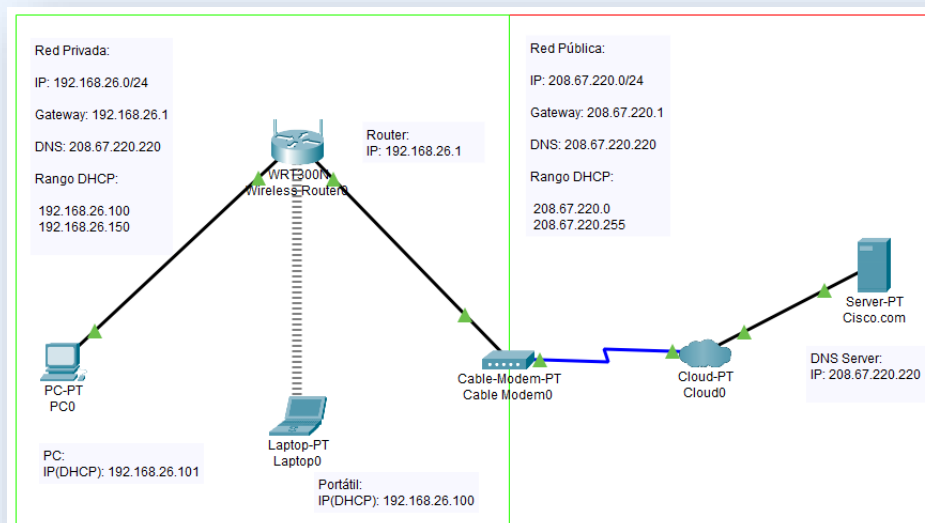 Red Privada:
IP: 192.168.26.0/24
Gateway: 192.168.26.1
DNS: 208.67.220.220
Rango DHCP:
192.168.26.100
192.168.26.150
Router:
IP: 192.168.26.1
WRT300N
Wireless Router0
PC-PT
PC0
PC:
IP(DHCP): 192.168.26.101
Laptop-PT
Laptop0
Portátil:
IP(DHCP): 192.168.26.100
Red Pública:
IP: 208.67.220.0/24
Gateway: 208.67.220.1
DNS: 208.67.220.220
Rango DHCP:
208.67.220.0
208.67.220.255
Cable-Modem-PT
Cable Modem0
Cloud-PT
Cloud0
Server-PT
Cisco.com
DNS Server:
IP: 208.67.220.220